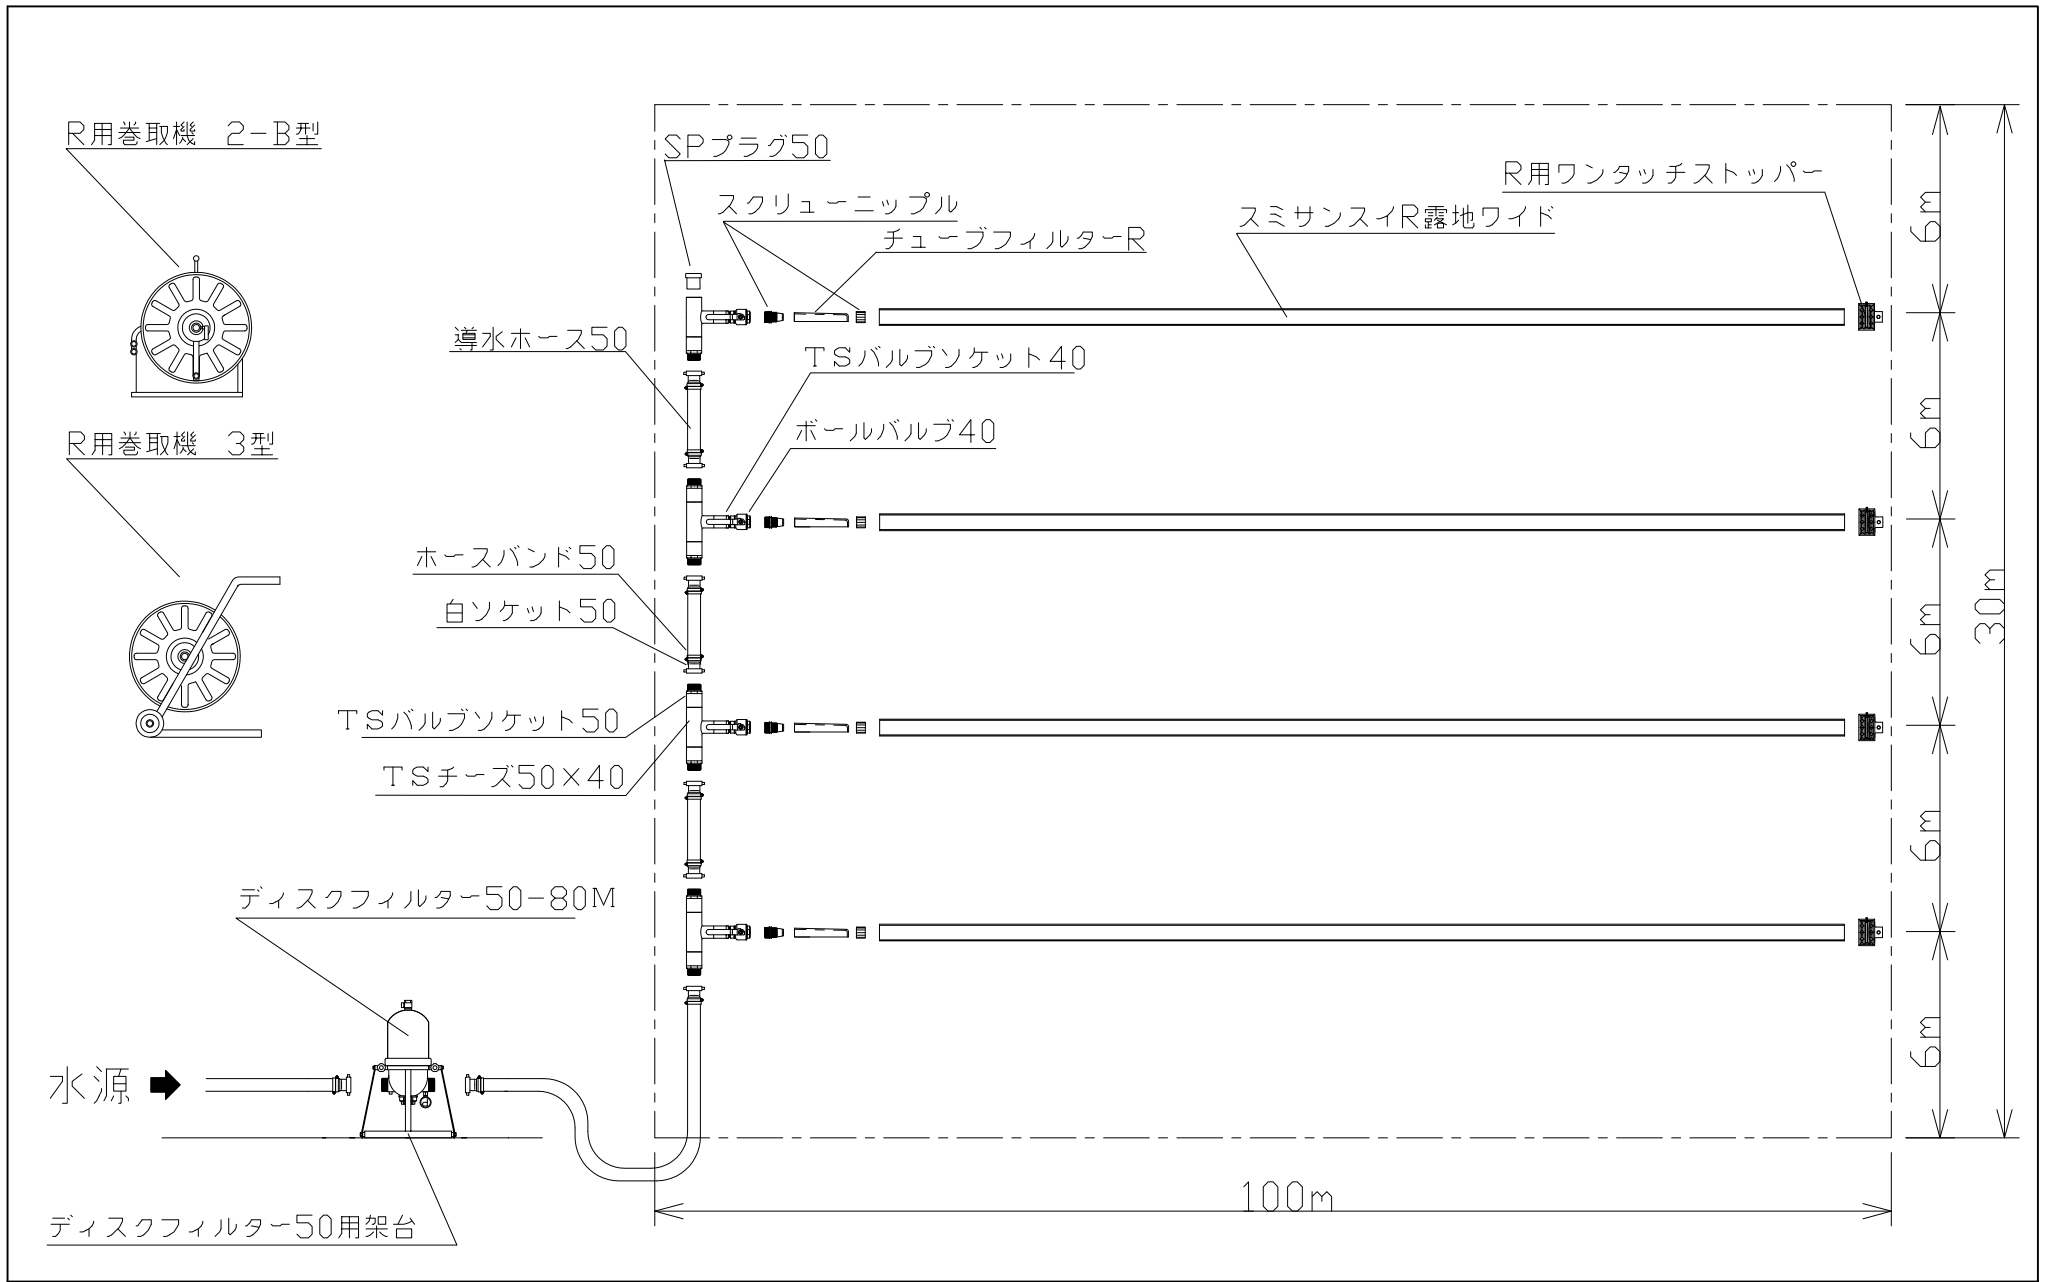 R用巻取機　2-B型
SPプラグ50
R用ワンタッチストッパー
スクリューニップル
スミサンスイR露地ワイド
チューブフィルターR
6m
導水ホース50
TSバルブソケット40
ボールバルブ40
6m
R用巻取機　3型
ホースバンド50
白ソケット50
6m
30m
TSバルブソケット50
TSチーズ50×40
6m
ディスクフィルター50-80M
6m
水源
100m
ディスクフィルター50用架台